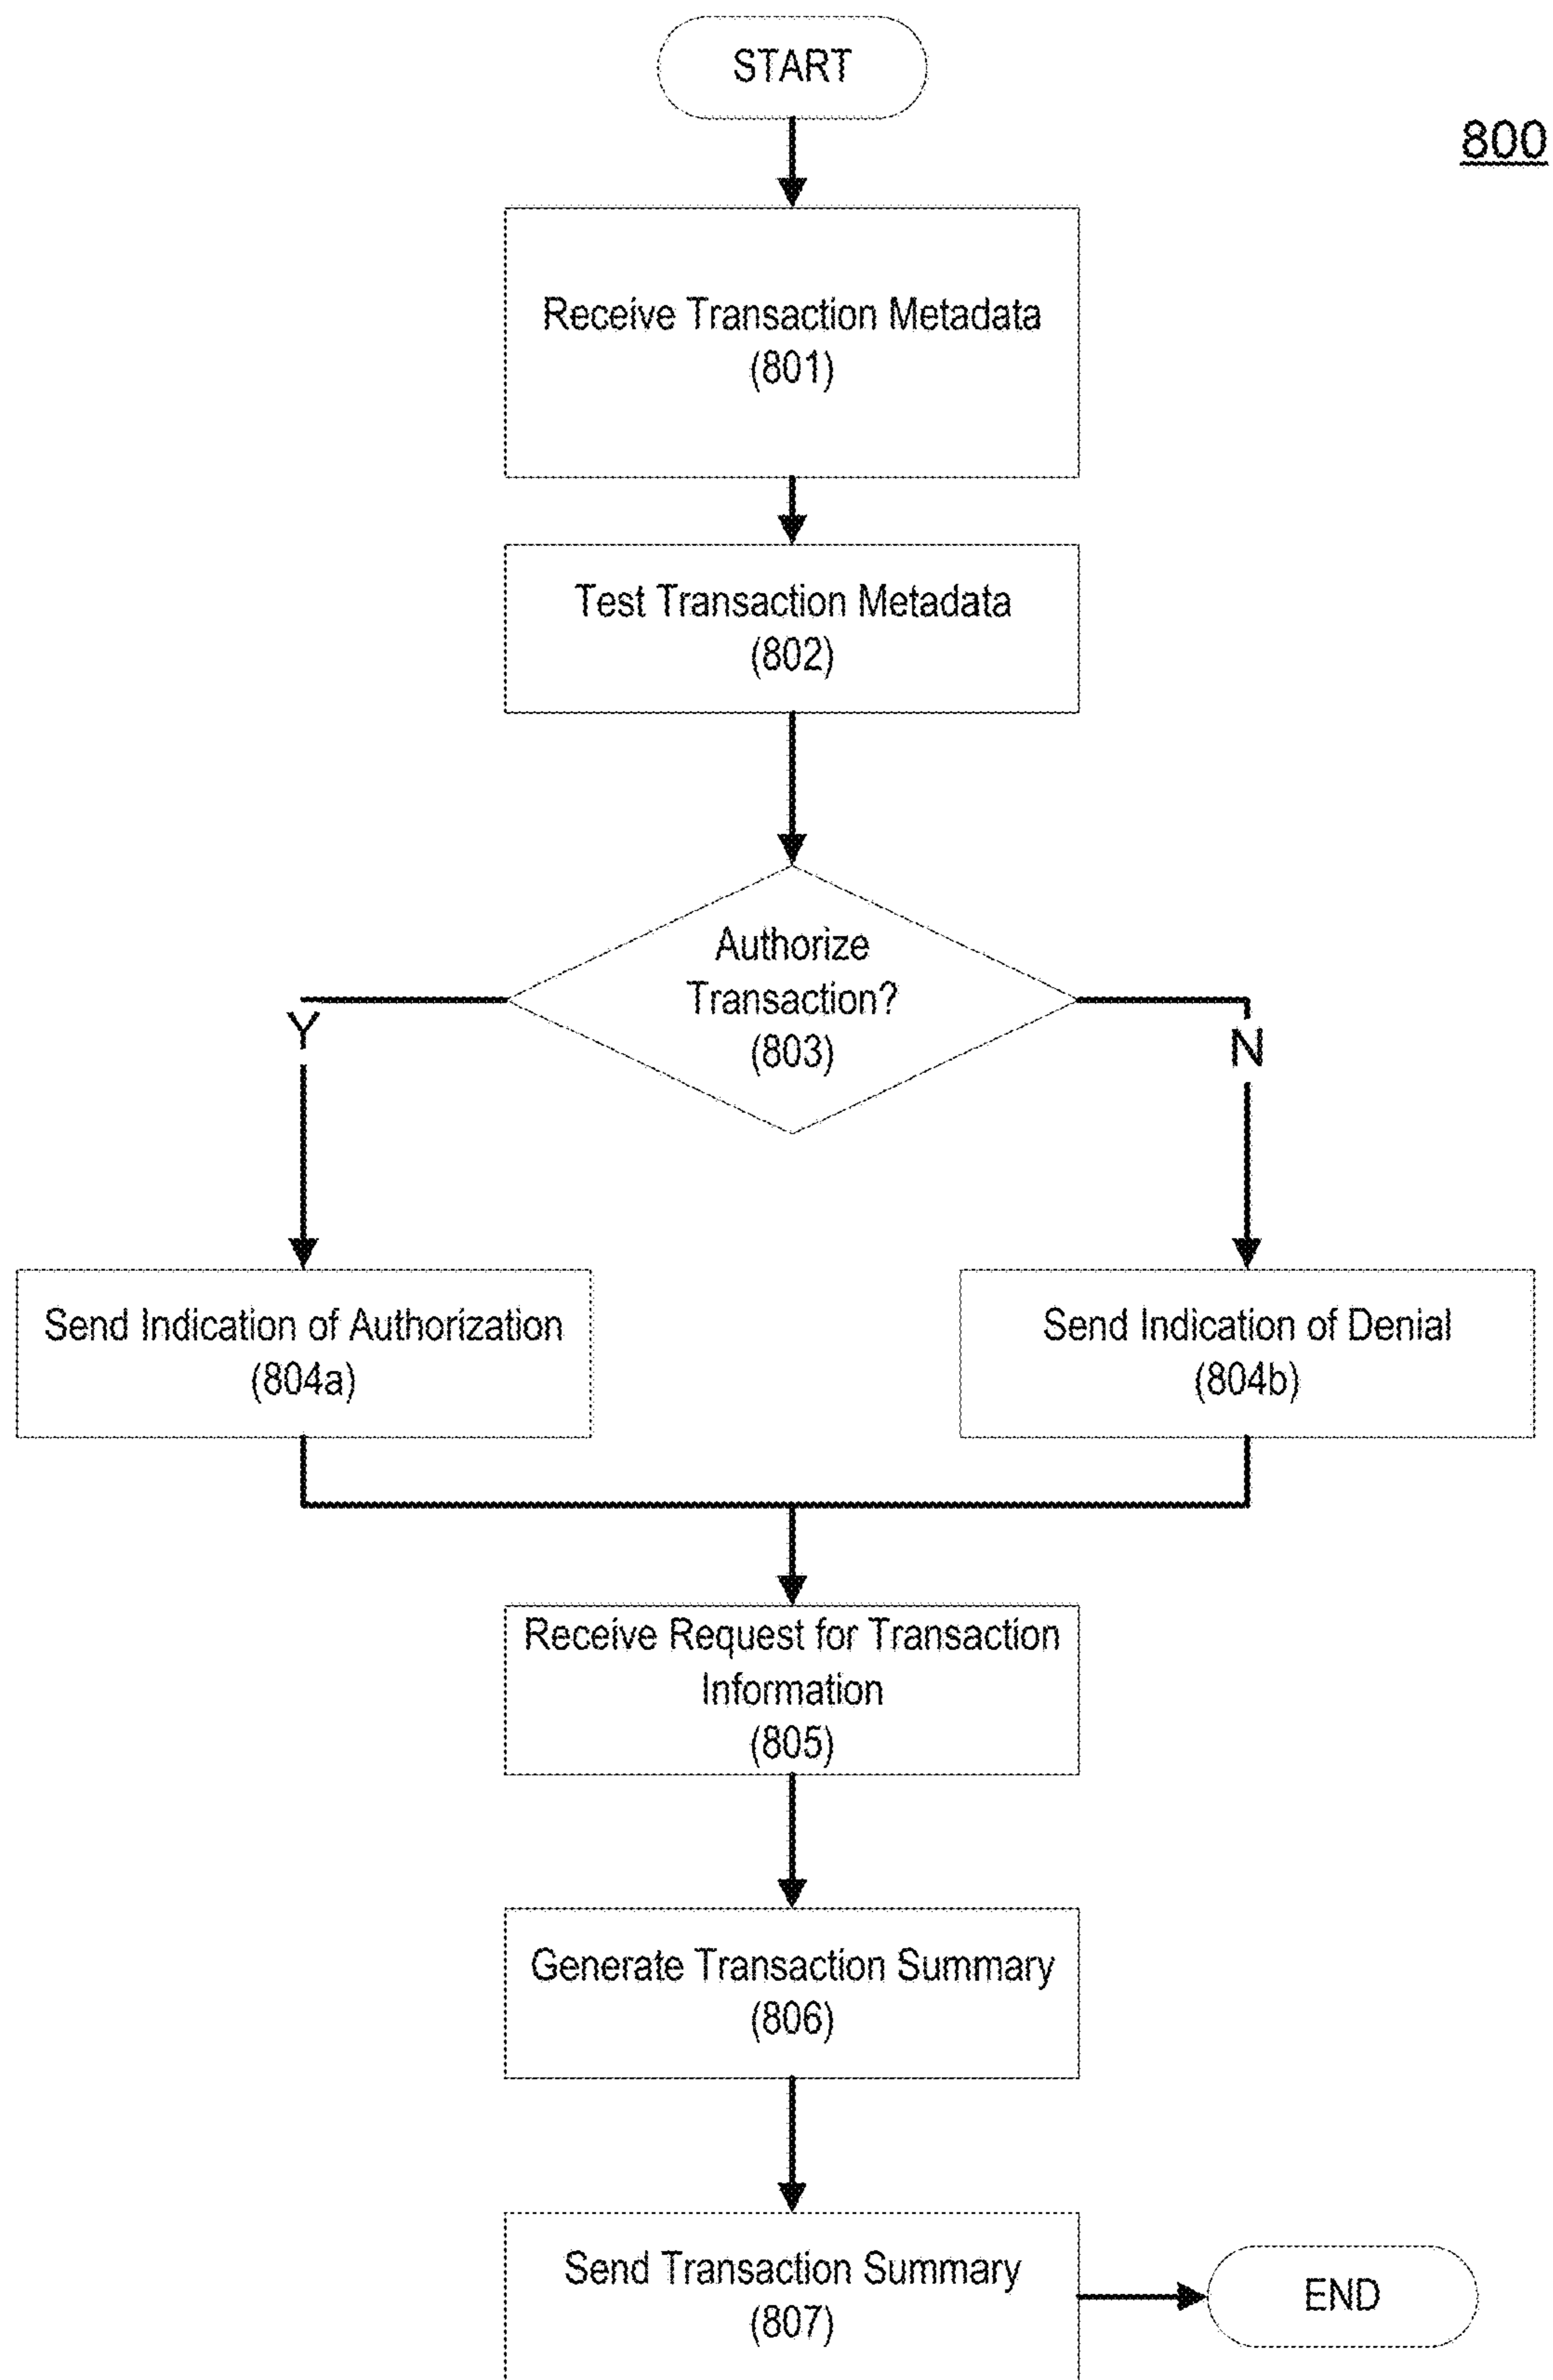 START
800
Receive Transaction Metadata
(801)
Test Transaction Metadata
(802)
Authorize
Transaction?
(803)
Y
N
Send Indication of Authorization
(804a)
Send Indication of Denial
(804b)
Receive Request for Transaction
Information
(805)
Generate Transaction Summary
(806)
Send Transaction Summary
(807)
END